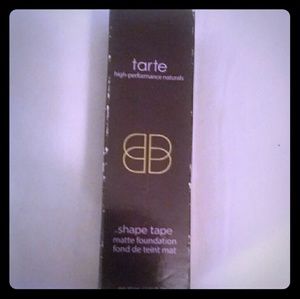 tarte
high-performance naturals
shape tape
matte foundation
fond de teint mat